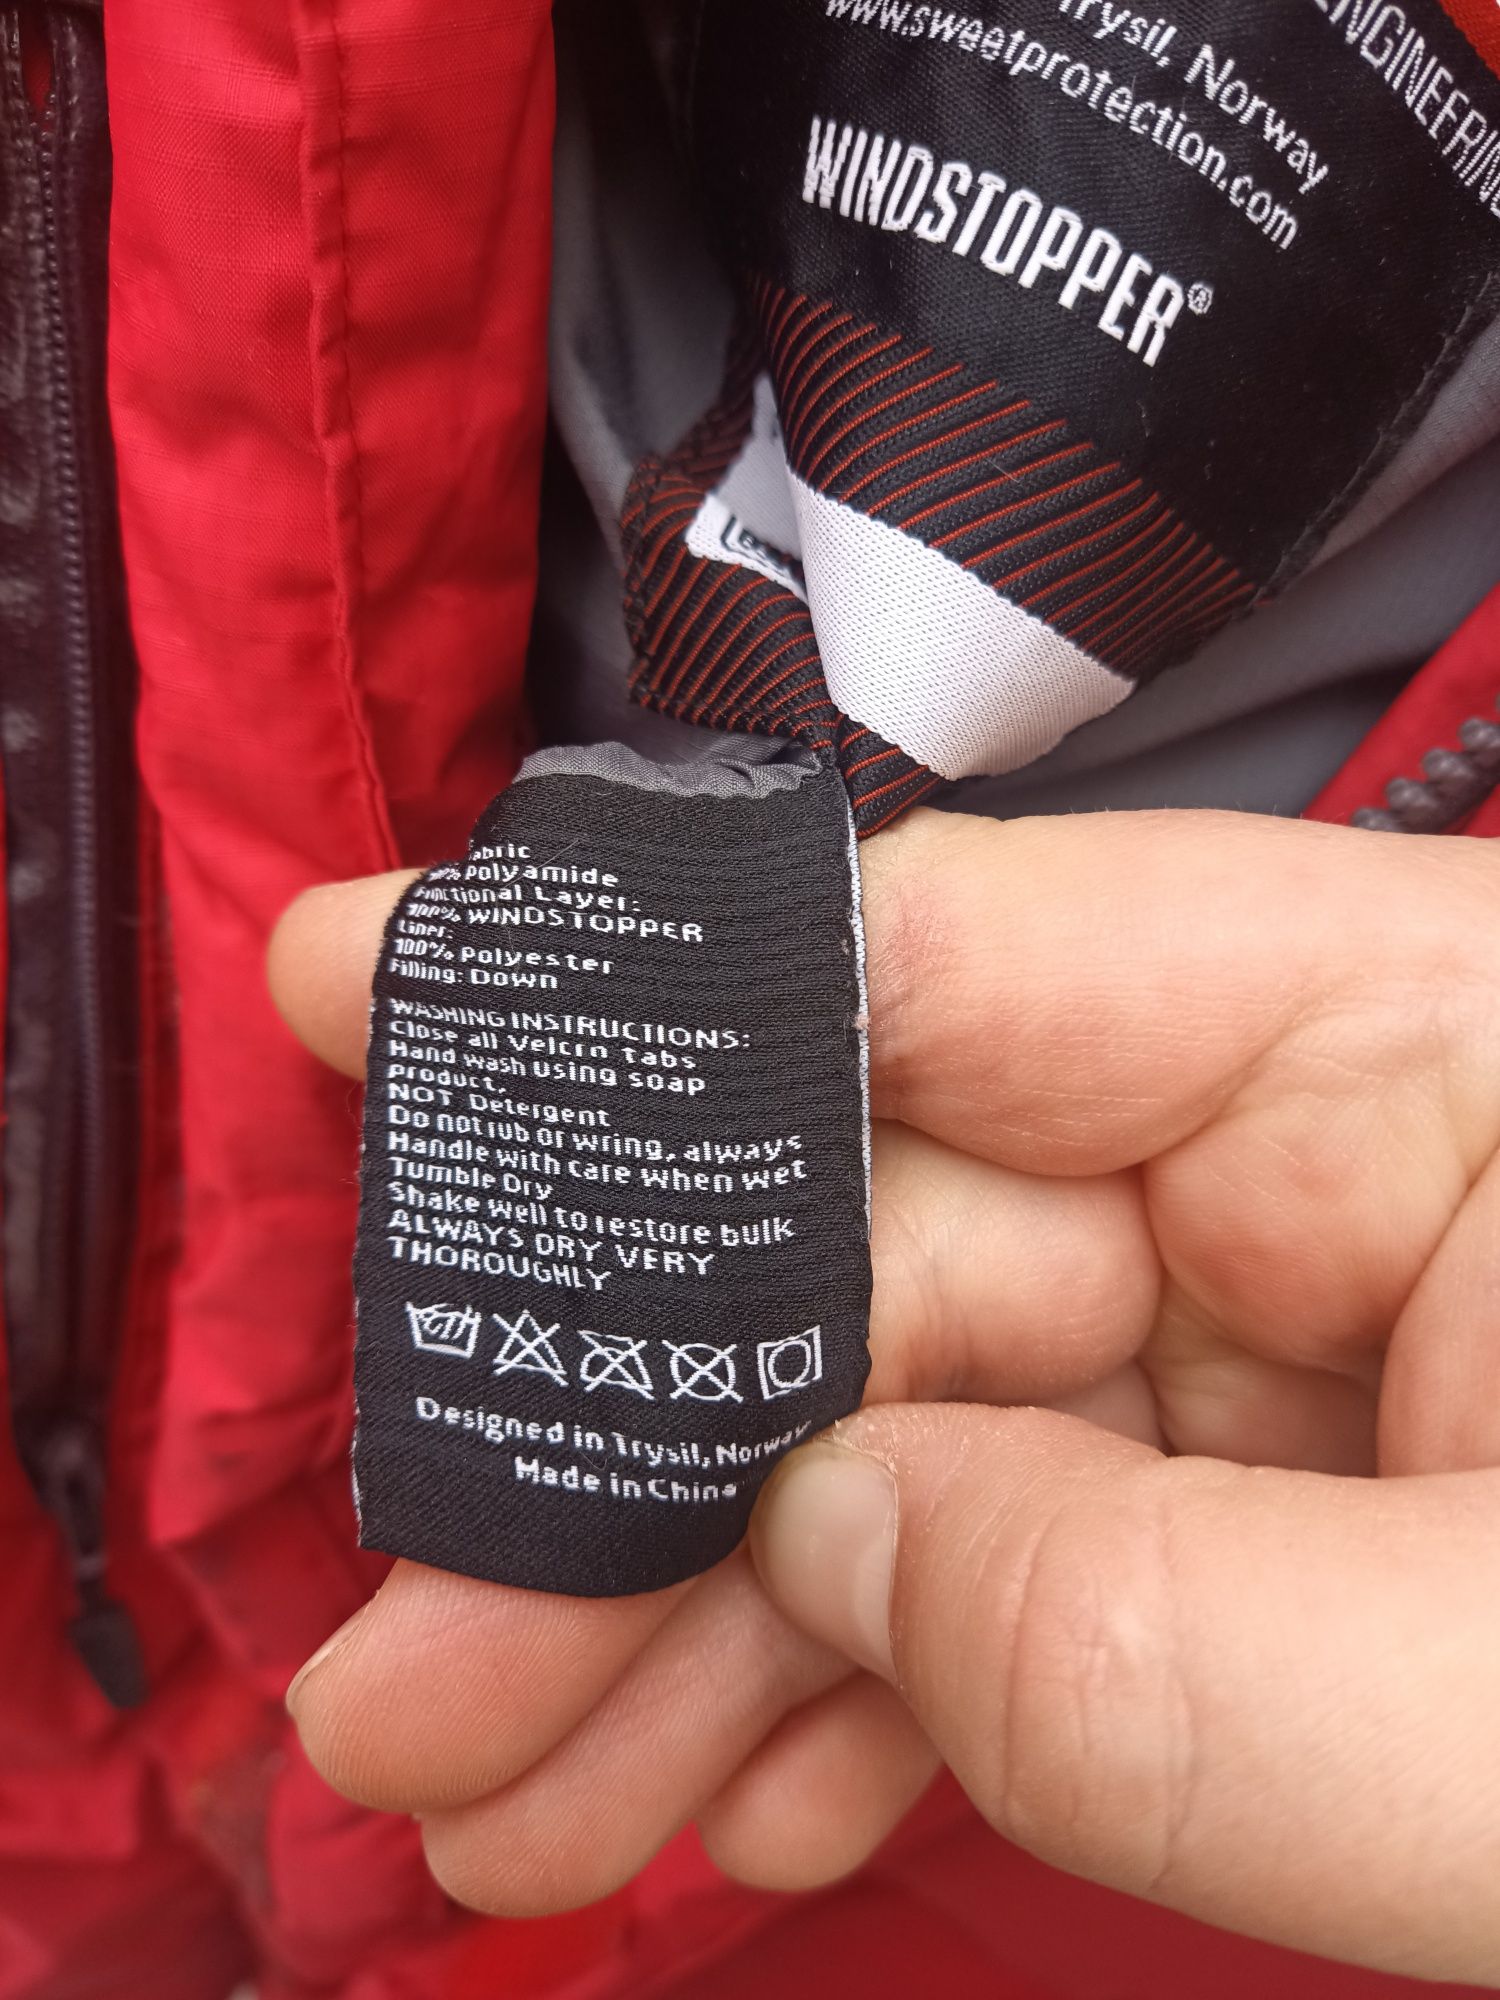 ENGINEERING
Trysil, Norway
www.sweetprotection.com
WINDSTOPPER®
abric
Polyamide
Functional Layer:
100% WINDSTOPPER
Liner:
100% Polyester
Filling: Down
WASHING INSTRUCTIONS:
Close all Velcro Tabs
Hand wash Using soap
product,
NOT Detergent
Do not rub or wring, always
Handle with care when wet
Tumble Dry
Shake well to restore bulk
ALWAYS DRY VERY
THOROUGHLY
Designed in Trysil, Norway
Made in China